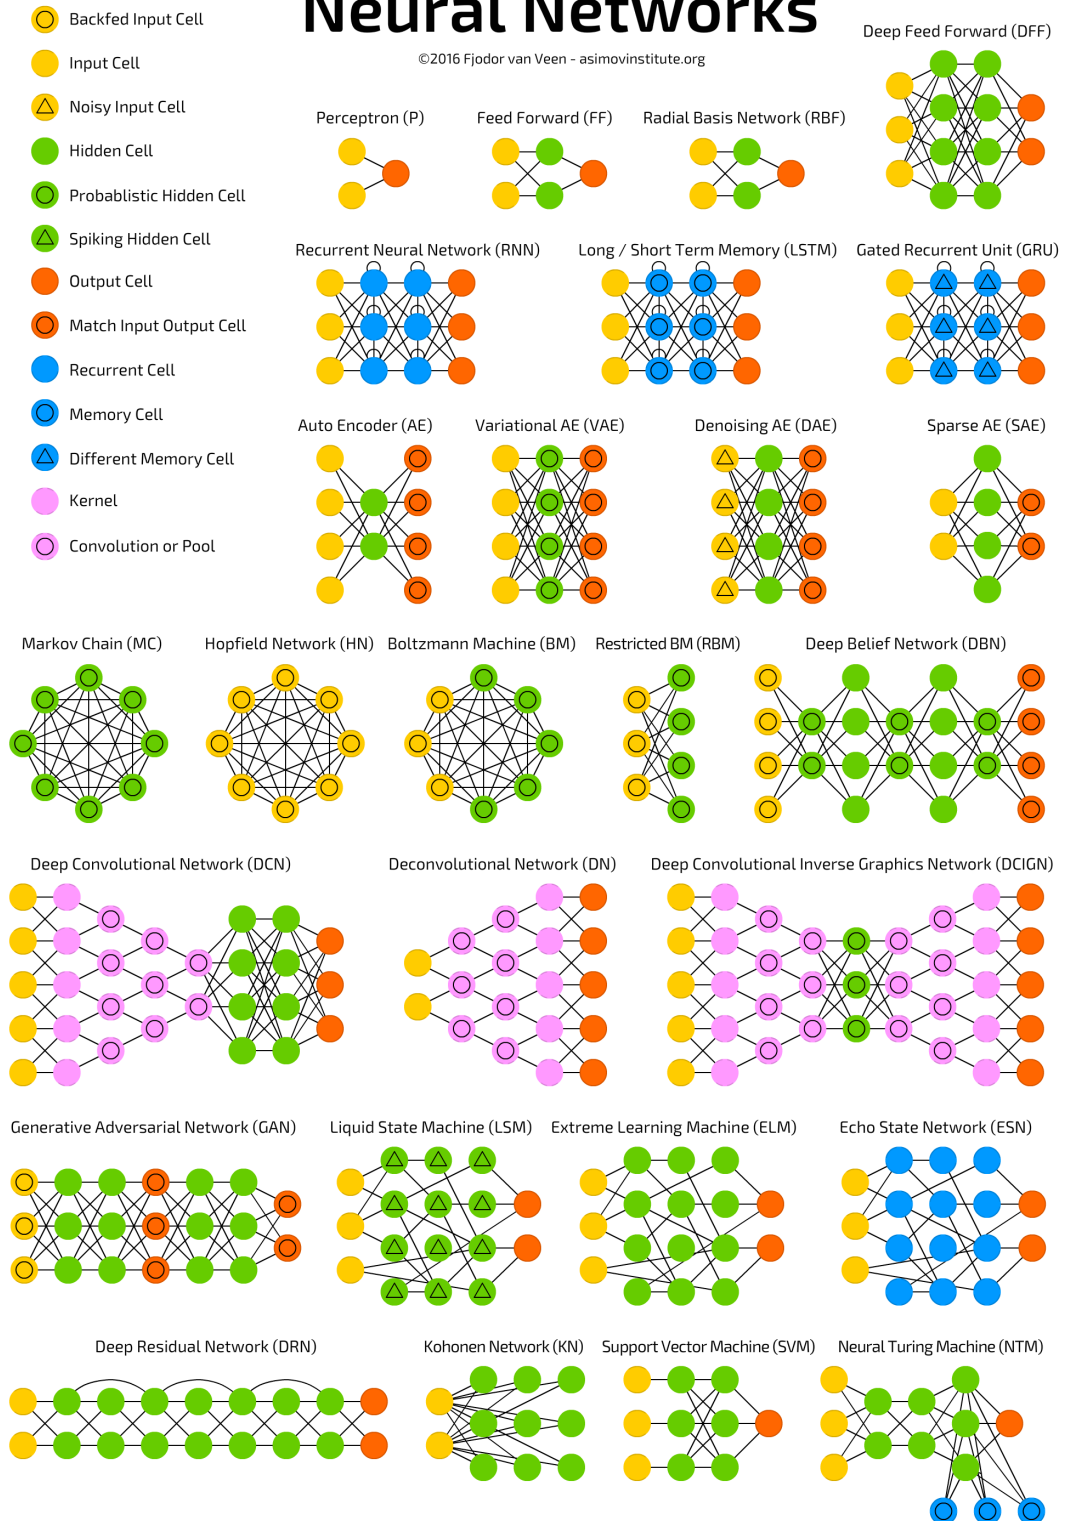 Neural Networks
©2016 Fjodor van Veen - asimovinstitute.org
Backfed Input Cell
Input Cell
Noisy Input Cell
Hidden Cell
Probablistic Hidden Cell
Spiking Hidden Cell
Output Cell
Match Input Output Cell
Recurrent Cell
Memory Cell
Different Memory Cell
Kernel
Convolution or Pool
Deep Feed Forward (DFF)
Perceptron (P)
Feed Forward (FF)
Radial Basis Network (RBF)
Recurrent Neural Network (RNN)
Long / Short Term Memory (LSTM)
Gated Recurrent Unit (GRU)
Auto Encoder (AE)
Variational AE (VAE)
Denoising AE (DAE)
Sparse AE (SAE)
Markov Chain (MC)
Hopfield Network (HN)
Boltzmann Machine (BM)
Restricted BM (RBM)
Deep Belief Network (DBN)
Deep Convolutional Network (DCN)
Deconvolutional Network (DN)
Deep Convolutional Inverse Graphics Network (DCIGN)
Generative Adversarial Network (GAN)
Liquid State Machine (LSM)
Extreme Learning Machine (ELM)
Echo State Network (ESN)
Deep Residual Network (DRN)
Kohonen Network (KN)
Support Vector Machine (SVM)
Neural Turing Machine (NTM)